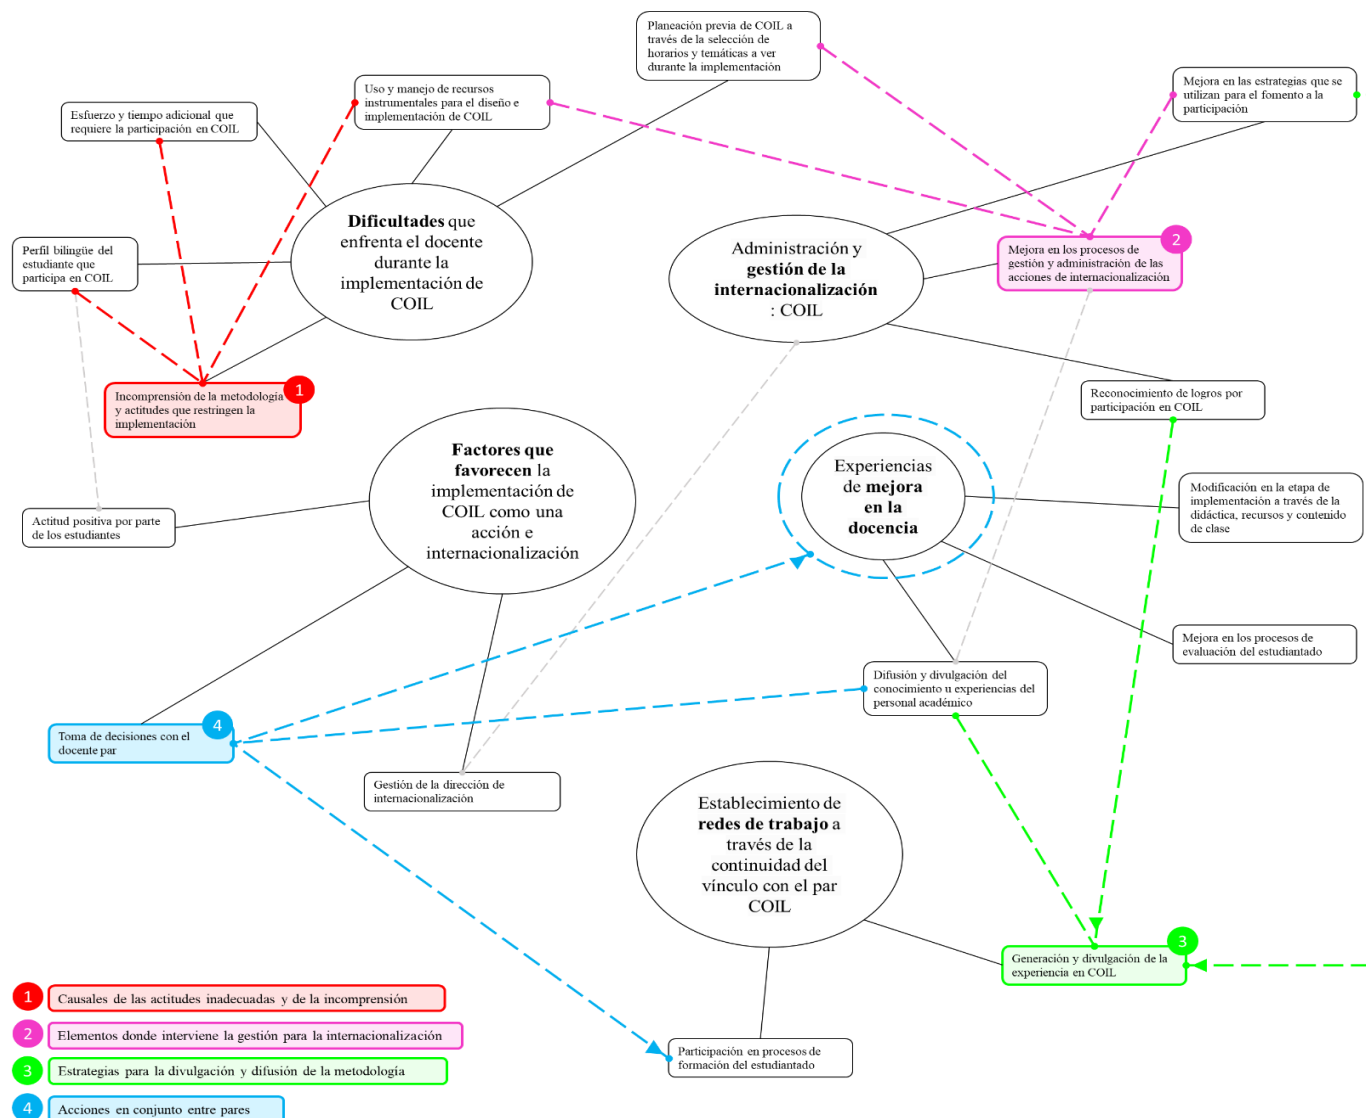 Planeación previa de COIL a
través de la selección de
horarios y temáticas a ver
durante la implementación
Mejora en las estrategias que se
utilizan para el fomento a la
participación
Uso y manejo de recursos
instrumentales para el diseño e
implementación de COIL
Esfuerzo y tiempo adicional que
requiere la participación en COIL
Dificultades que
enfrenta el docente
durante la
implementación de
COIL
Perfil bilingüe del
estudiante que
participa en COIL
Administración y
gestión de la
internacionalización
: COIL
2
Mejora en los procesos de
gestión y administración de las
acciones de internacionalización
1
Incomprensión de la metodología
y actitudes que restringen la
implementación
Reconocimiento de logros por
participación en COIL
Factores que
favorecen la
implementación de
COIL como una
acción e
internacionalización
Experiencias
de mejora
en la
docencia
Modificación en la etapa de
implementación a través de la
didáctica, recursos y contenido
de clase
Actitud positiva por parte
de los estudiantes
Mejora en los procesos de
evaluación del estudiantado
Difusión y divulgación del
conocimiento u experiencias del
personal académico
4
Toma de decisiones con el
docente par
Gestión de la dirección de
internacionalización
Establecimiento de
redes de trabajo a
través de la
continuidad del
vínculo con el par
COIL
3
Generación y divulgación de la
experiencia en COIL
Participación en procesos de
formación del estudiantado
1 Causales de las actitudes inadecuadas y de la incomprensión
2 Elementos donde interviene la gestión para la internacionalización
3 Estrategias para la divulgación y difusión de la metodología
4 Acciones en conjunto entre pares